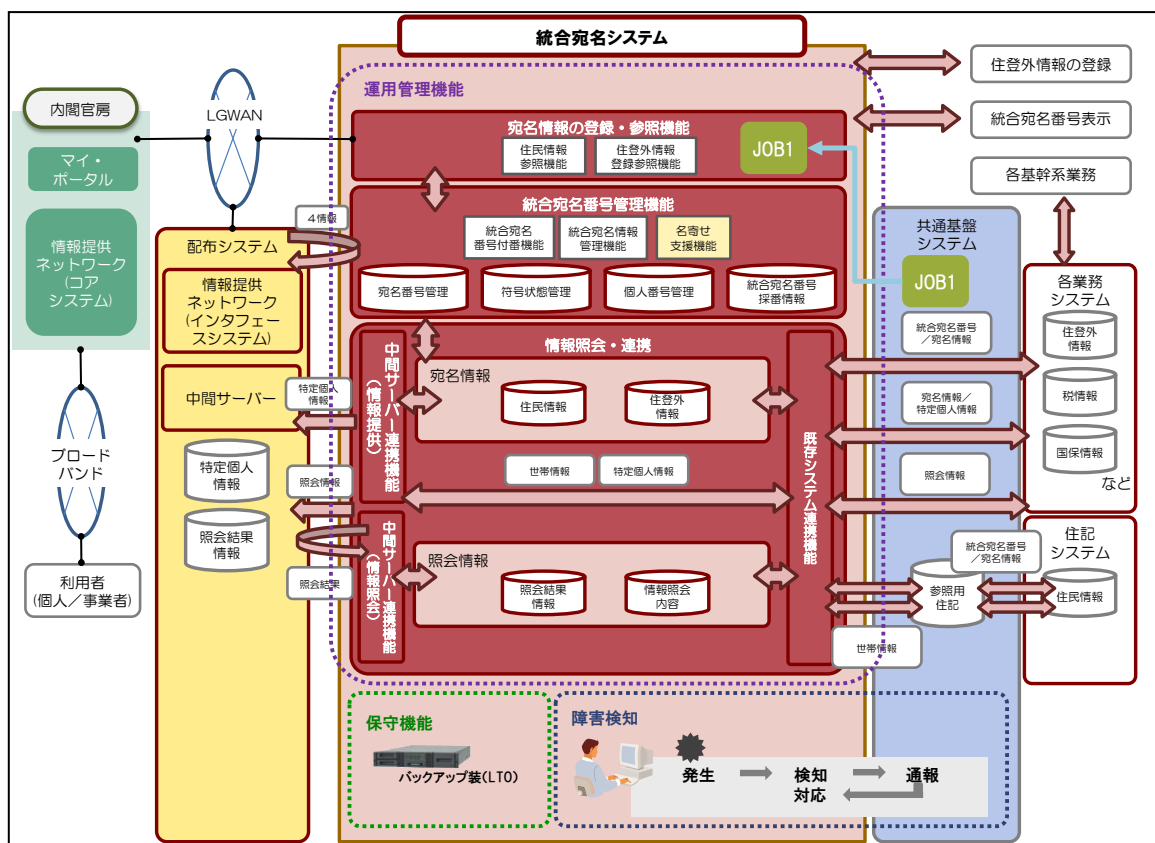 統合宛名システム
運用管理機能
住登外情報の登録
統合宛名番号表示
各基幹系業務
内閣官房
マイ・
ポータル
情報提供
ネットワーク
(コア
システム)
LGWAN
ブロード
バンド
利用者
(個人／事業者)
宛名情報の登録・参照機能
住民情報
参照機能
住登外情報
登録参照機能
JOB1
統合宛名番号管理機能
統合宛名
番号付番機能
統合宛名情報
管理機能
名寄せ
支援機能
宛名番号管理
符号状態管理
個人番号管理
統合宛名番号
採番情報
4情報
配布システム
情報提供
ネットワーク
(インタフェー
スシステム)
中間サーバー
特定個人
情報
特定個人
情報
照会情報
照会結果
情報
照会結果
情報照会・連携
中間サーバー連携機能
(情報提供)
宛名情報
住民情報
住登外
情報
世帯情報
特定個人情報
中間サーバー連携機能
(情報照会)
照会情報
照会結果
情報
情報照会
内容
既存システム連携機能
共通基盤
システム
JOB1
統合宛名番号
／宛名情報
宛名情報／
特定個人情報
照会情報
参照用
住記
世帯情報
統合宛名番号
／宛名情報
各業務
システム
住登外
情報
税情報
国保情報
など
住記
システム
住民情報
保守機能
バックアップ装(LTO)
障害検知
発生
検知
対応
通報